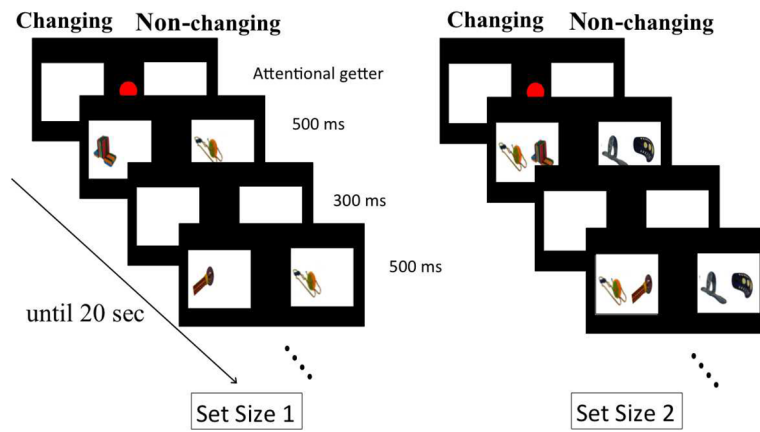 Changing Non-changing
Attentional getter
500 ms
300 ms
500 ms
until 20 sec
Set Size 1
Changing Non-changing
Set Size 2